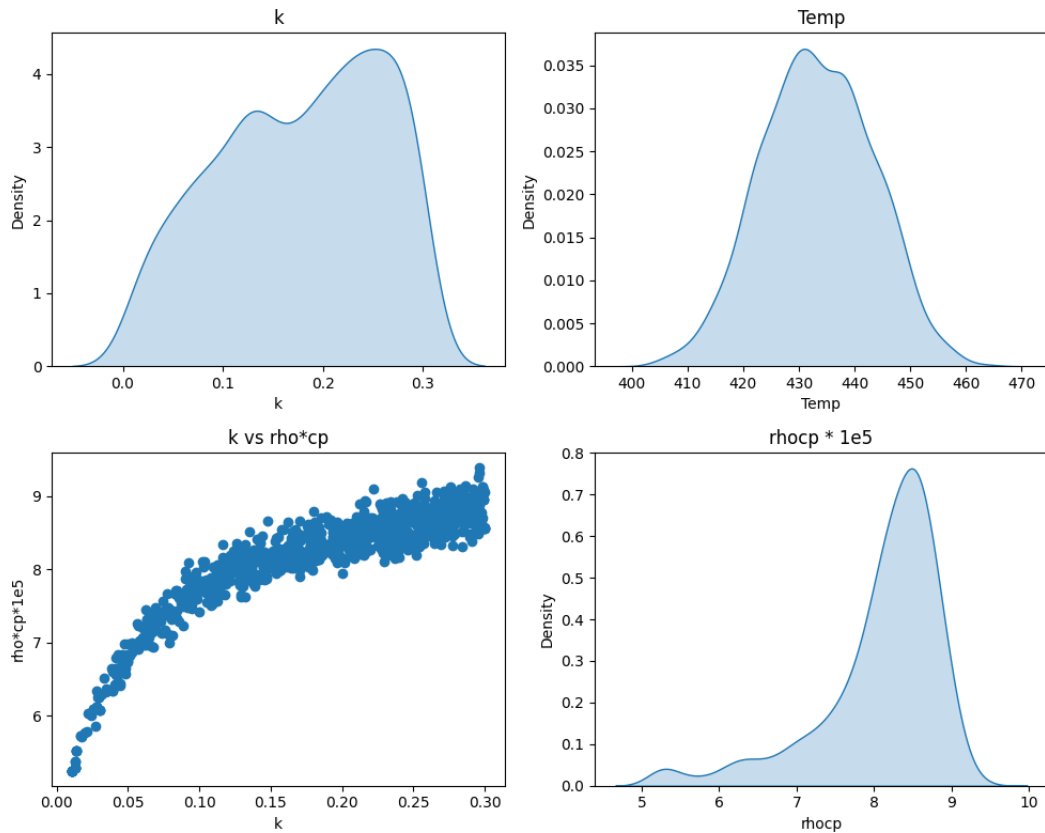 k
Density
4
3
2
1
0
0.0 0.1 0.2 0.3
k
Temp
Density
0.035
0.030
0.025
0.020
0.015
0.010
0.005
0.000
400 410 420 430 440 450 460 470
Temp
k vs rho*cp
rho*cp*1e5
9
8
7
6
0.00 0.05 0.10 0.15 0.20 0.25 0.30
k
rhocp * 1e5
Density
0.8
0.7
0.6
0.5
0.4
0.3
0.2
0.1
0.0
5 6 7 8 9 10
rhocp